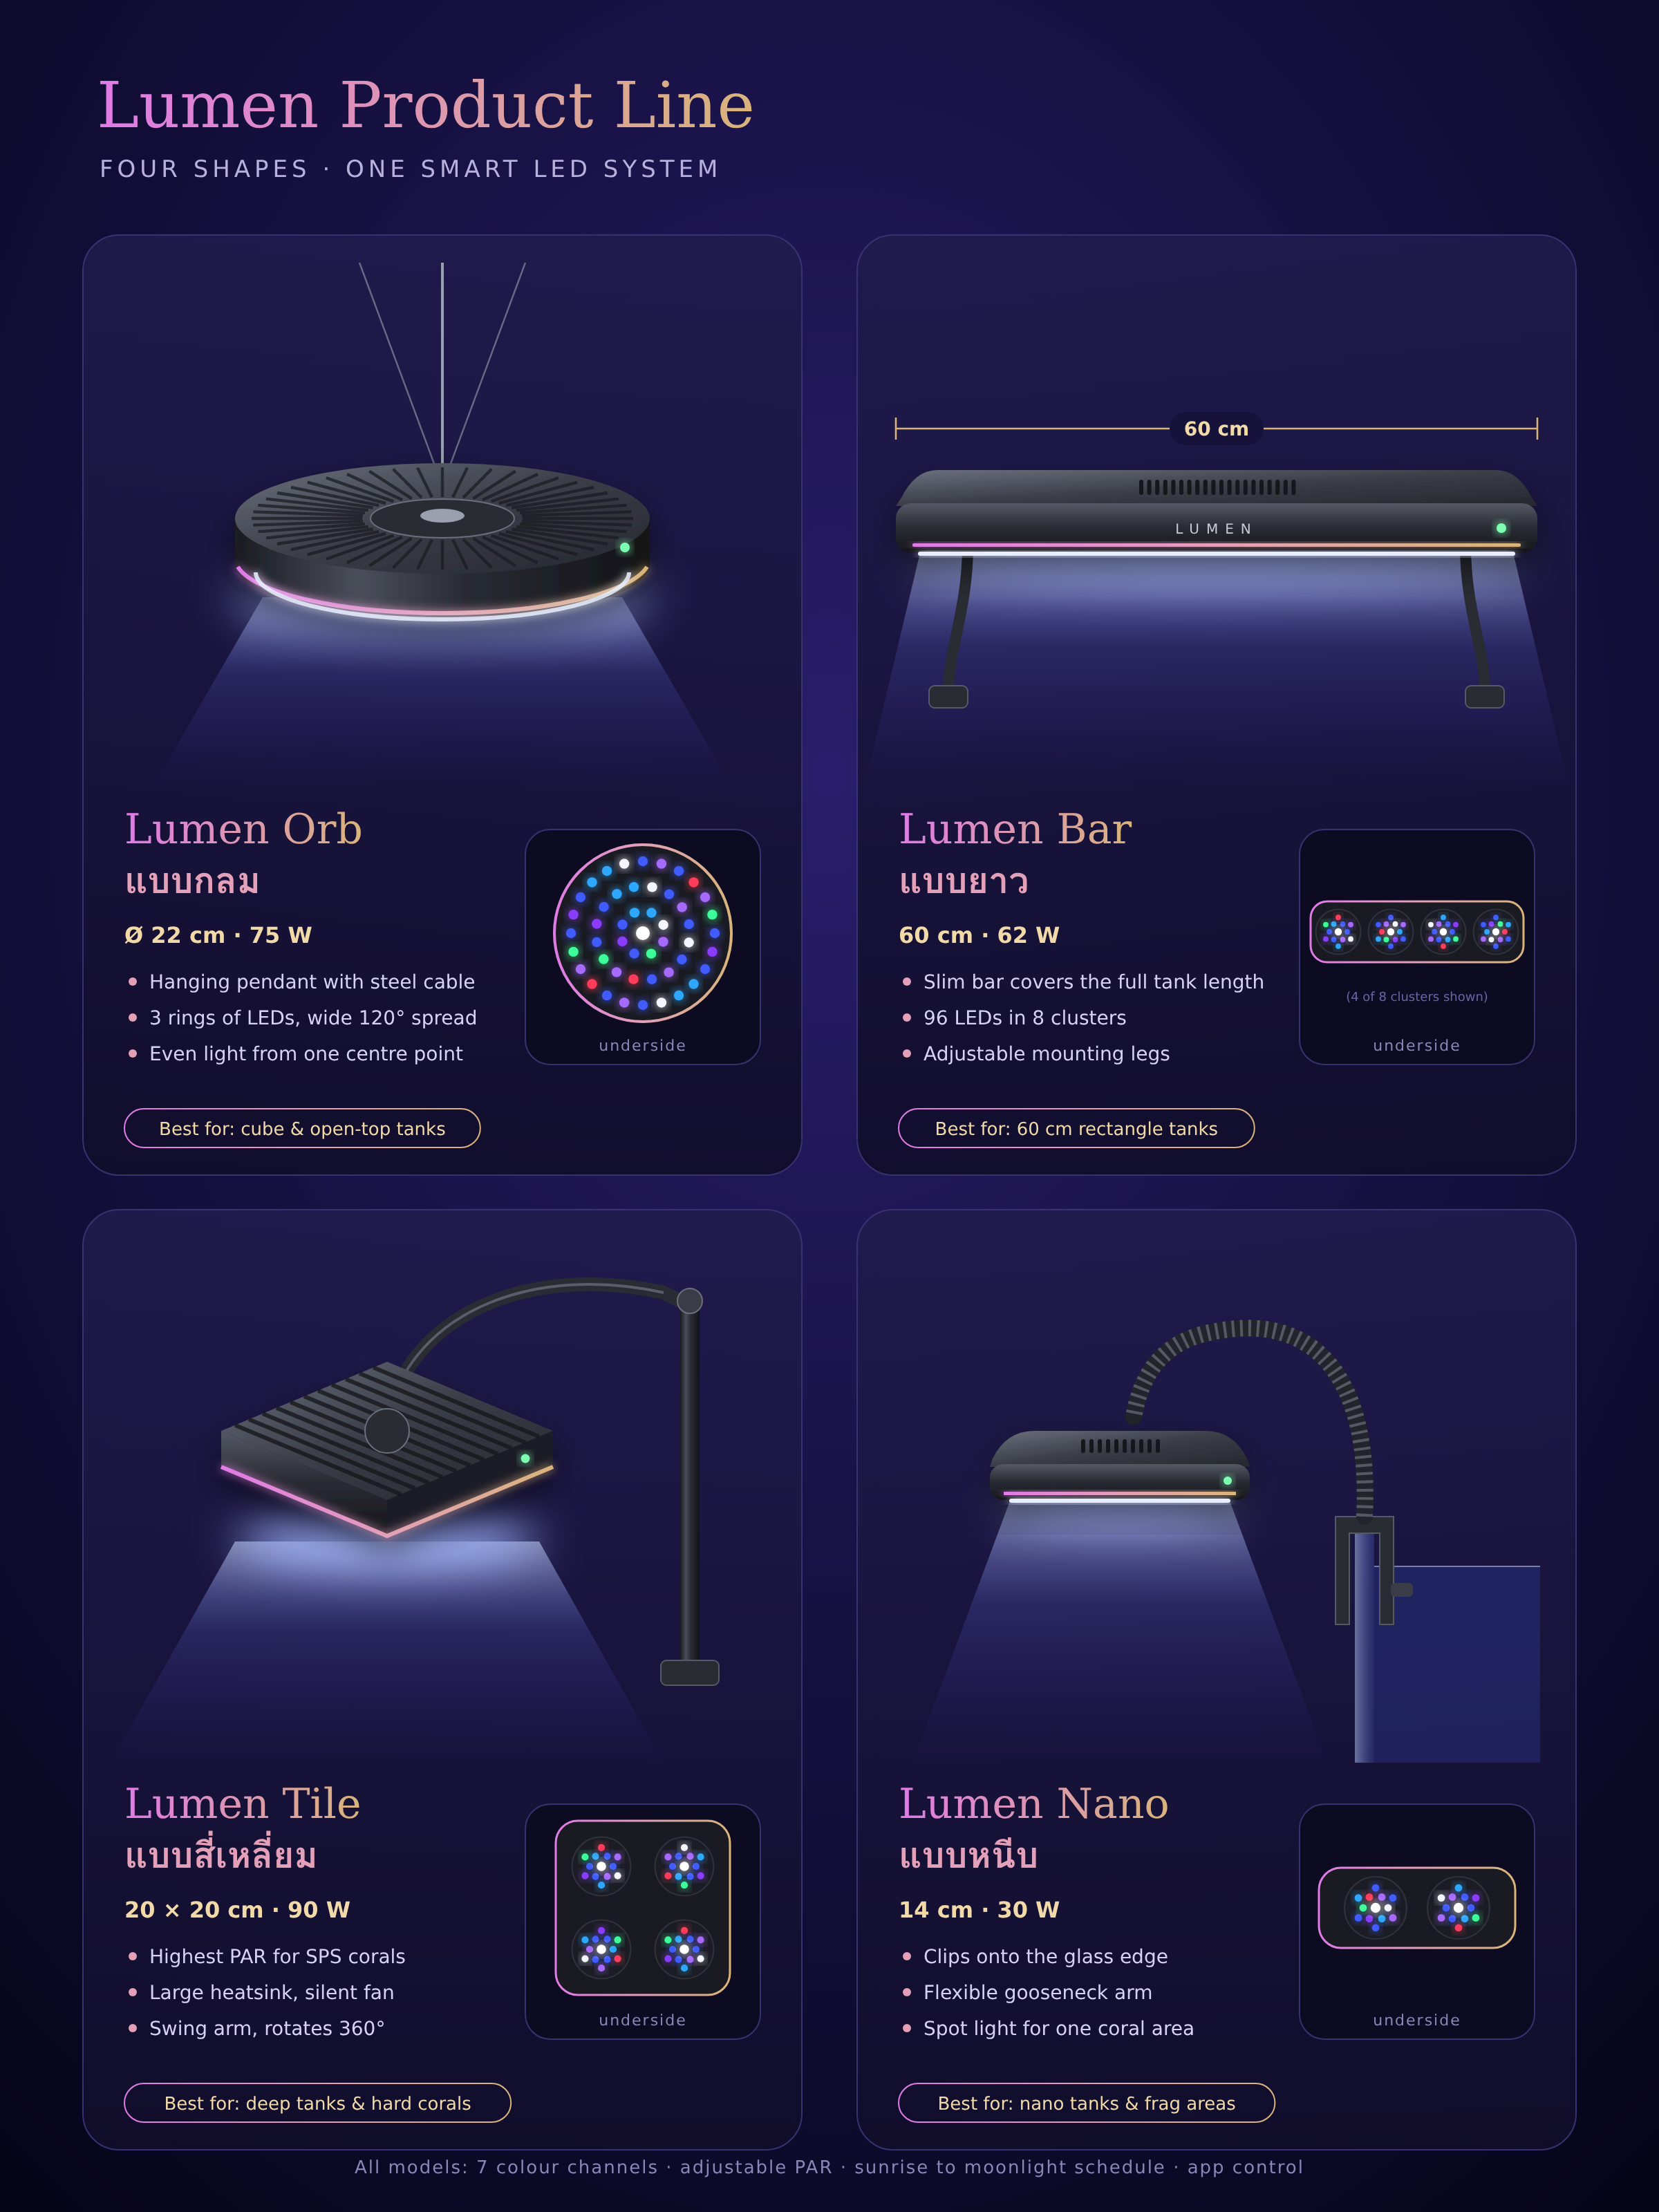 Lumen Product Line
FOUR SHAPES · ONE SMART LED SYSTEM
Lumen Orb
แบบกลม
Ø 22 cm · 75 W
• Hanging pendant with steel cable
• 3 rings of LEDs, wide 120° spread
• Even light from one centre point
underside
Best for: cube & open-top tanks
60 cm
LUMEN
Lumen Bar
แบบยาว
60 cm · 62 W
• Slim bar covers the full tank length
• 96 LEDs in 8 clusters
• Adjustable mounting legs
(4 of 8 clusters shown)
underside
Best for: 60 cm rectangle tanks
Lumen Tile
แบบสี่เหลี่ยม
20 × 20 cm · 90 W
• Highest PAR for SPS corals
• Large heatsink, silent fan
• Swing arm, rotates 360°
underside
Best for: deep tanks & hard corals
Lumen Nano
แบบหนีบ
14 cm · 30 W
• Clips onto the glass edge
• Flexible gooseneck arm
• Spot light for one coral area
underside
Best for: nano tanks & frag areas
All models: 7 colour channels · adjustable PAR · sunrise to moonlight schedule · app control